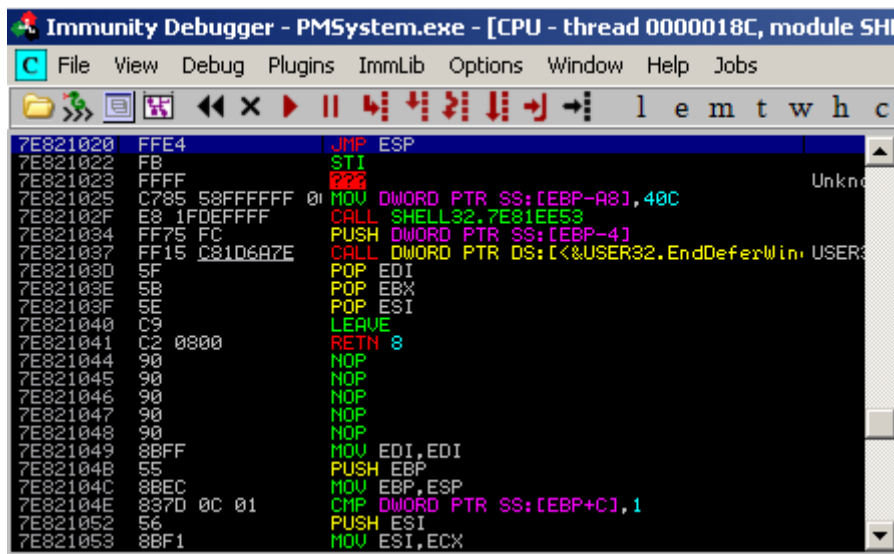 Immunity Debugger - PMSystem.exe - [CPU - thread 0000018C, module SHI
C File View Debug Plugins ImmLib Options Window Help Jobs
l e m t w h c
7E821020 FFE4 JMP ESP
7E821022 FB STI
7E821023 FFFF ??? Unkno
7E821025 C785 58FFFFFF 0 MOV DWORD PTR SS:[EBP-A8],40C
7E82102F E8 1FDEFFFF CALL SHELL32.7E81EE53
7E821034 FF75 FC PUSH DWORD PTR SS:[EBP-4]
7E821037 FF15 C81D6A7E CALL DWORD PTR DS:[<&USER32.EndDeferWin USER3
7E82103D 5F POP EDI
7E82103E 5B POP EBX
7E82103F 5E POP ESI
7E821040 C9 LEAVE
7E821041 C2 0800 RETN 8
7E821044 90 NOP
7E821045 90 NOP
7E821046 90 NOP
7E821047 90 NOP
7E821048 90 NOP
7E821049 8BFF MOV EDI,EDI
7E82104B 55 PUSH EBP
7E82104C 8BEC MOV EBP,ESP
7E82104E 837D 0C 01 CMP DWORD PTR SS:[EBP+C],1
7E821052 56 PUSH ESI
7E821053 8BF1 MOV ESI,ECX